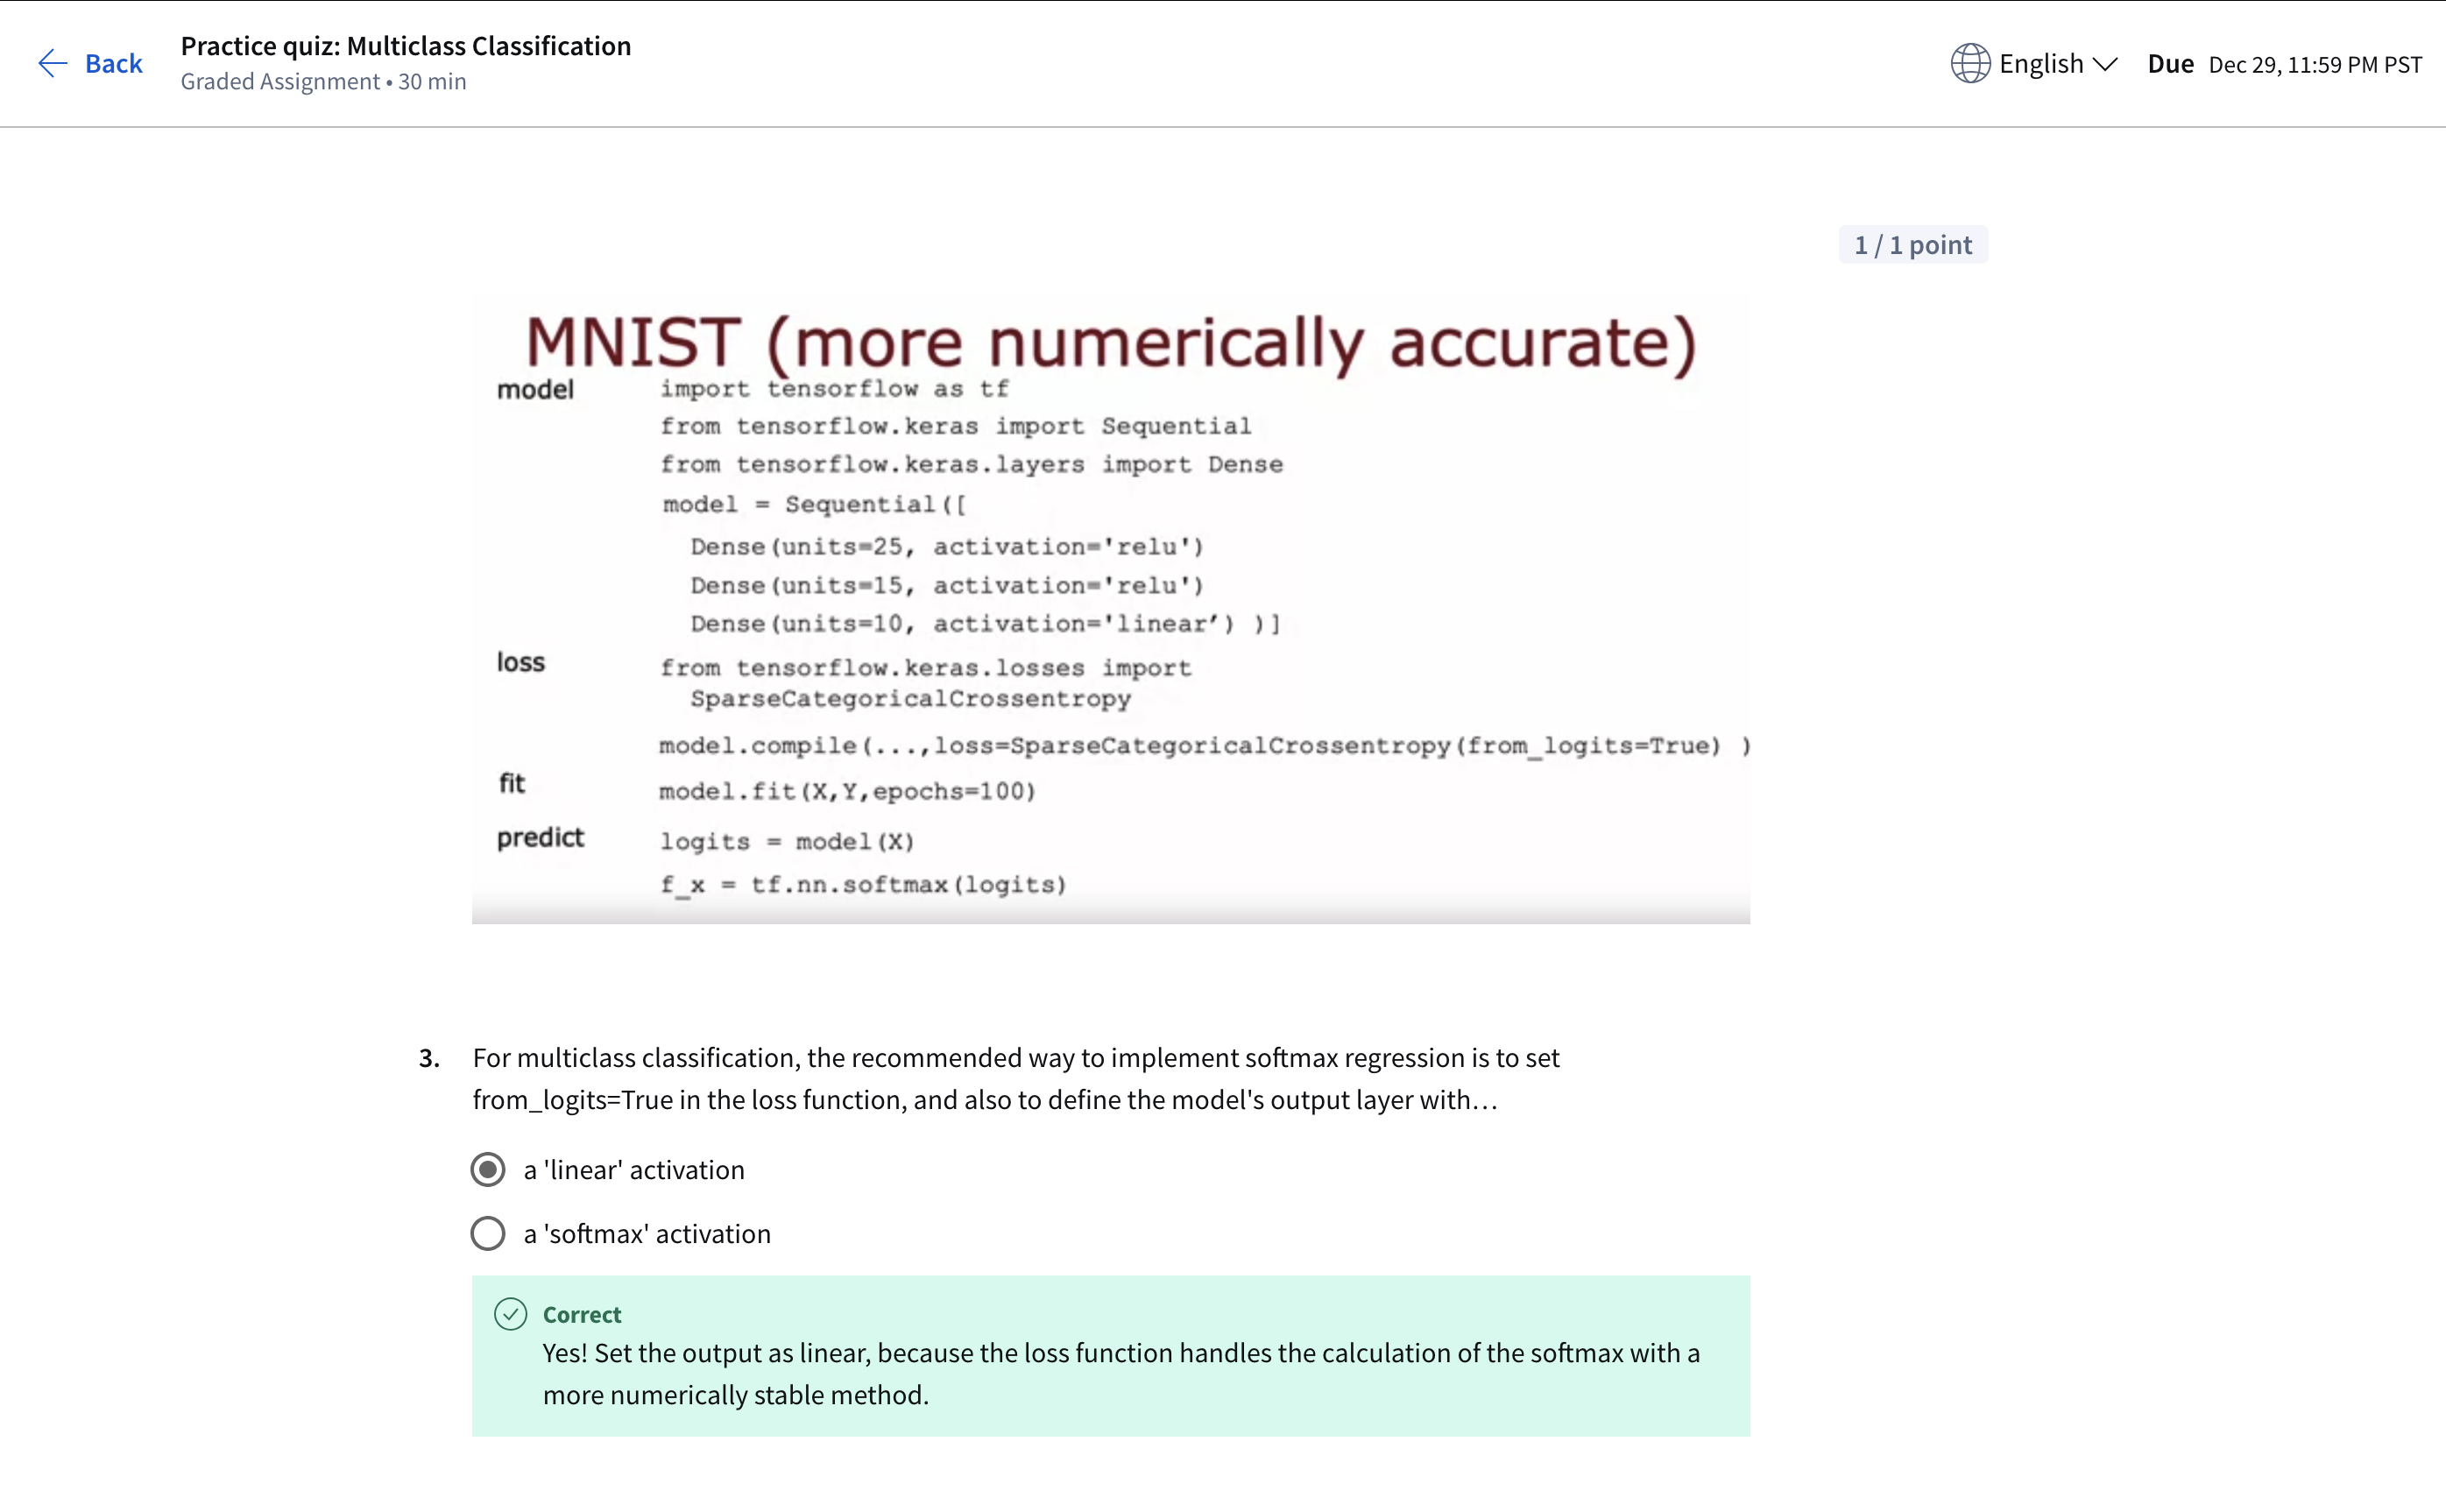 Back
Practice quiz: Multiclass Classification
Graded Assignment • 30 min
English
Due Dec 29, 11:59 PM PST
1 / 1 point
MNIST (more numerically accurate)
model
import tensorflow as tf
from tensorflow.keras import Sequential
from tensorflow.keras.layers import Dense
model = Sequential([
Dense(units=25, activation='relu')
Dense(units=15, activation='relu')
Dense(units=10, activation='linear’) )]
loss
from tensorflow.keras.losses import
SparseCategoricalCrossentropy
model.compile(...,loss=SparseCategoricalCrossentropy(from_logits=True) )
fit
model.fit(X,Y,epochs=100)
predict
logits = model(X)
f_x = tf.nn.softmax(logits)
3. For multiclass classification, the recommended way to implement softmax regression is to set
from_logits=True in the loss function, and also to define the model's output layer with…
a 'linear' activation
a 'softmax' activation
Correct
Yes! Set the output as linear, because the loss function handles the calculation of the softmax with a
more numerically stable method.